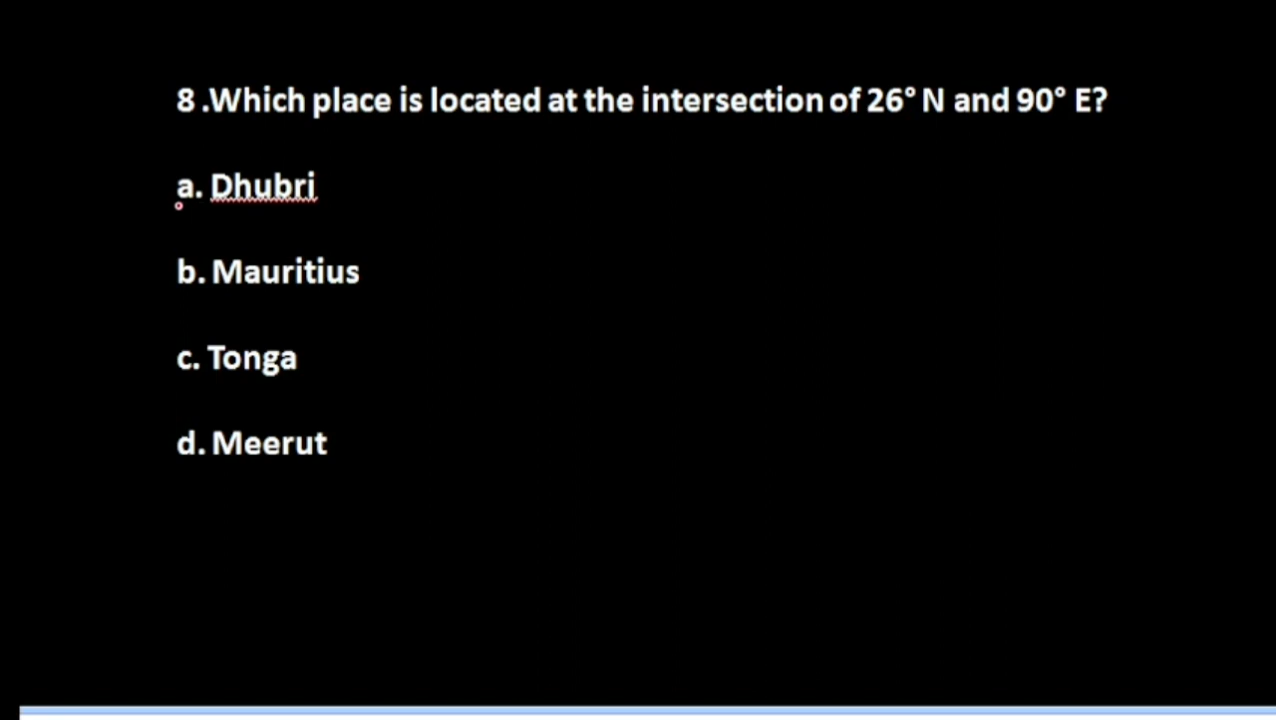 8 .Which place is located at the intersection of 26° N and 90° E?
a. Dhubri
b. Mauritius
c. Tonga
d. Meerut